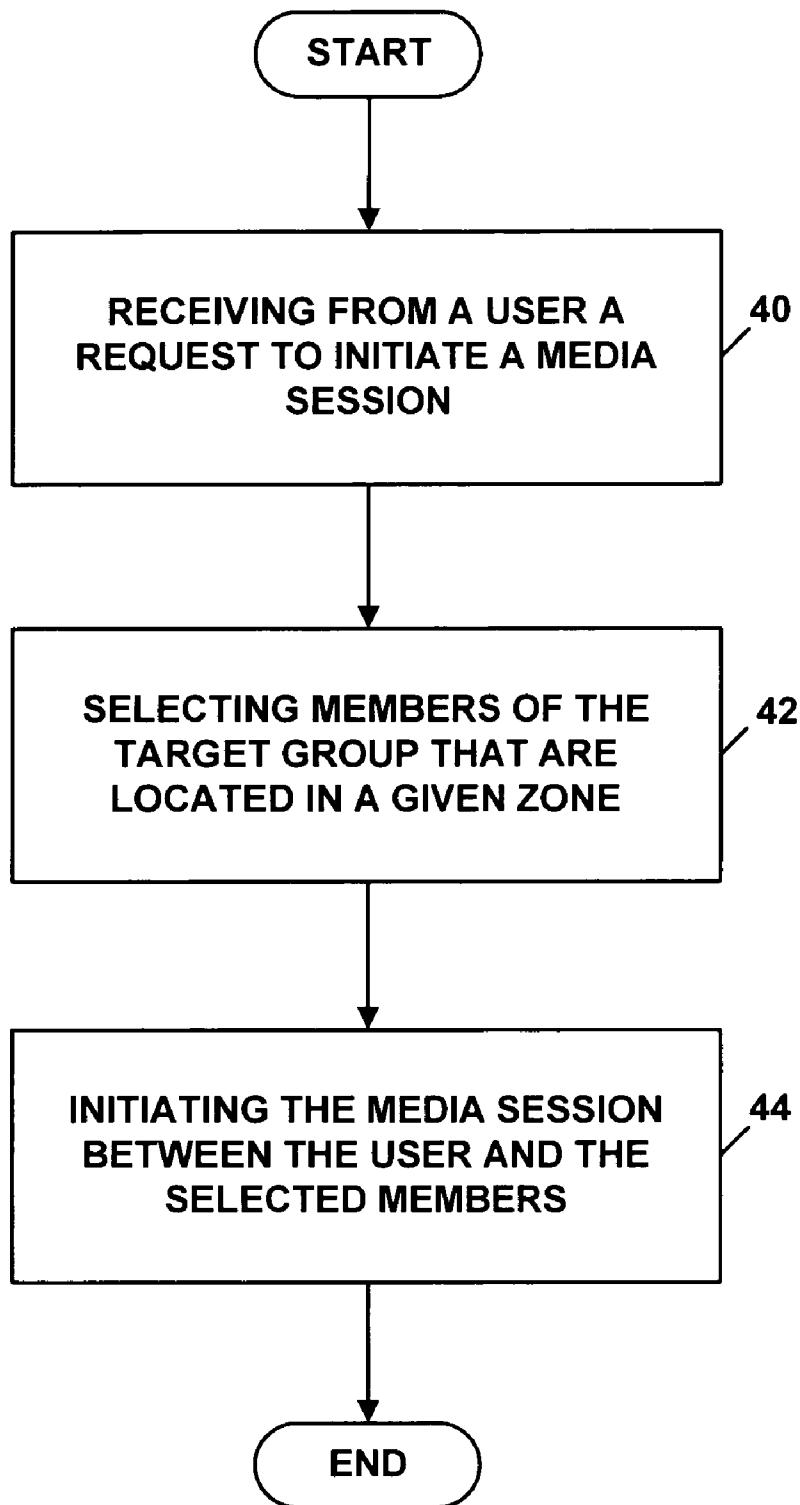 START
RECEIVING FROM A USER A
REQUEST TO INITIATE A MEDIA
SESSION
40
SELECTING MEMBERS OF THE
TARGET GROUP THAT ARE
LOCATED IN A GIVEN ZONE
42
INITIATING THE MEDIA SESSION
BETWEEN THE USER AND THE
SELECTED MEMBERS
44
END